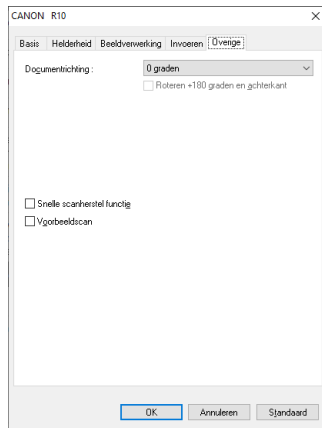 CANON R10
Basis Helderheid Beeldverwerking Invoeren Overige
Documentrichting : 0 graden
Roteren +180 graden en achterkant
Snelle scanherstel functie
Voorbeeldscan
OK Annuleren Standaard